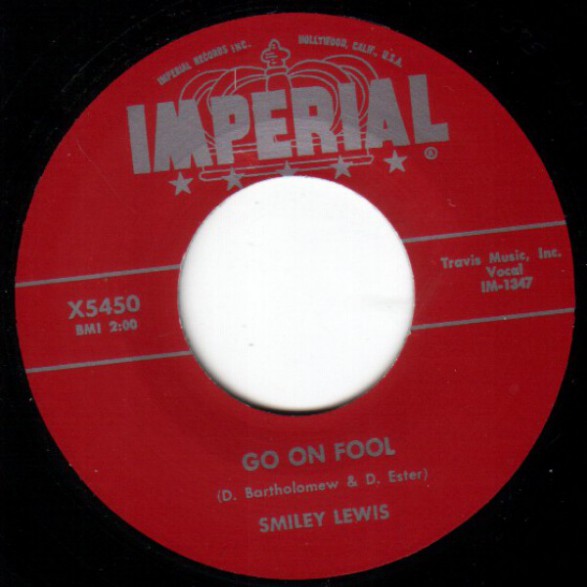 IMPERIAL RECORDS INC. HOLLYWOOD, CALIF., U.S.A.
IMPERIAL
®
X5450
BMI 2:00
Travis Music, Inc.
Vocal
IM-1347
GO ON FOOL
(D. Bartholomew & D. Ester)
SMILEY LEWIS